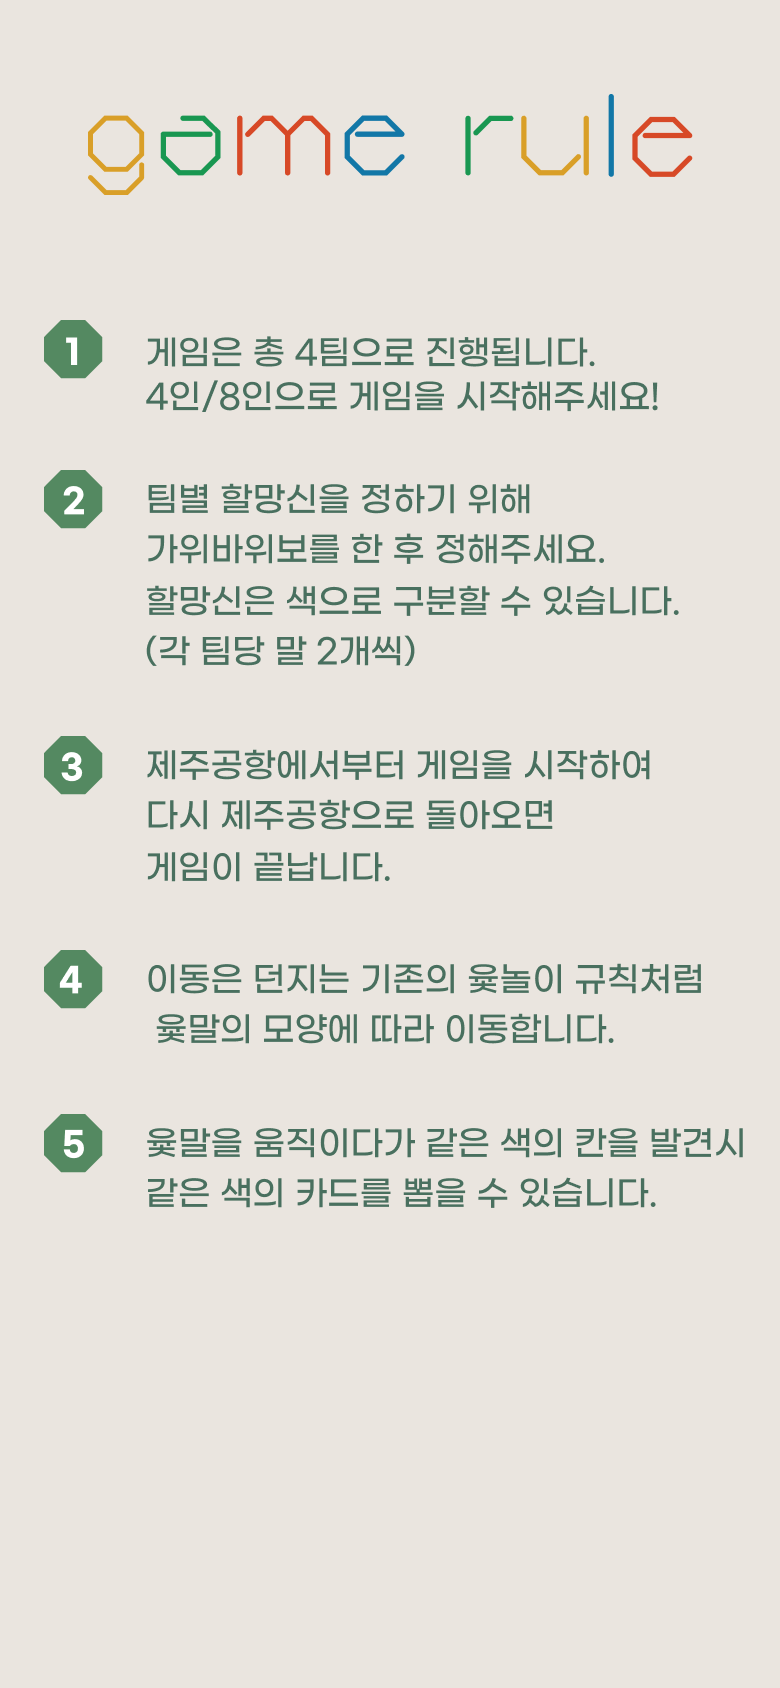 game rule
1
게임은 총 4팀으로 진행됩니다.
4인/8인으로 게임을 시작해주세요!
2
팀별 할망신을 정하기 위해
가위바위보를 한 후 정해주세요.
할망신은 색으로 구분할 수 있습니다.
(각 팀당 말 2개씩)
3
제주공항에서부터 게임을 시작하여
다시 제주공항으로 돌아오면
게임이 끝납니다.
4
이동은 던지는 기존의 윷놀이 규칙처럼
윷말의 모양에 따라 이동합니다.
5
윷말을 움직이다가 같은 색의 칸을 발견시
같은 색의 카드를 뽑을 수 있습니다.